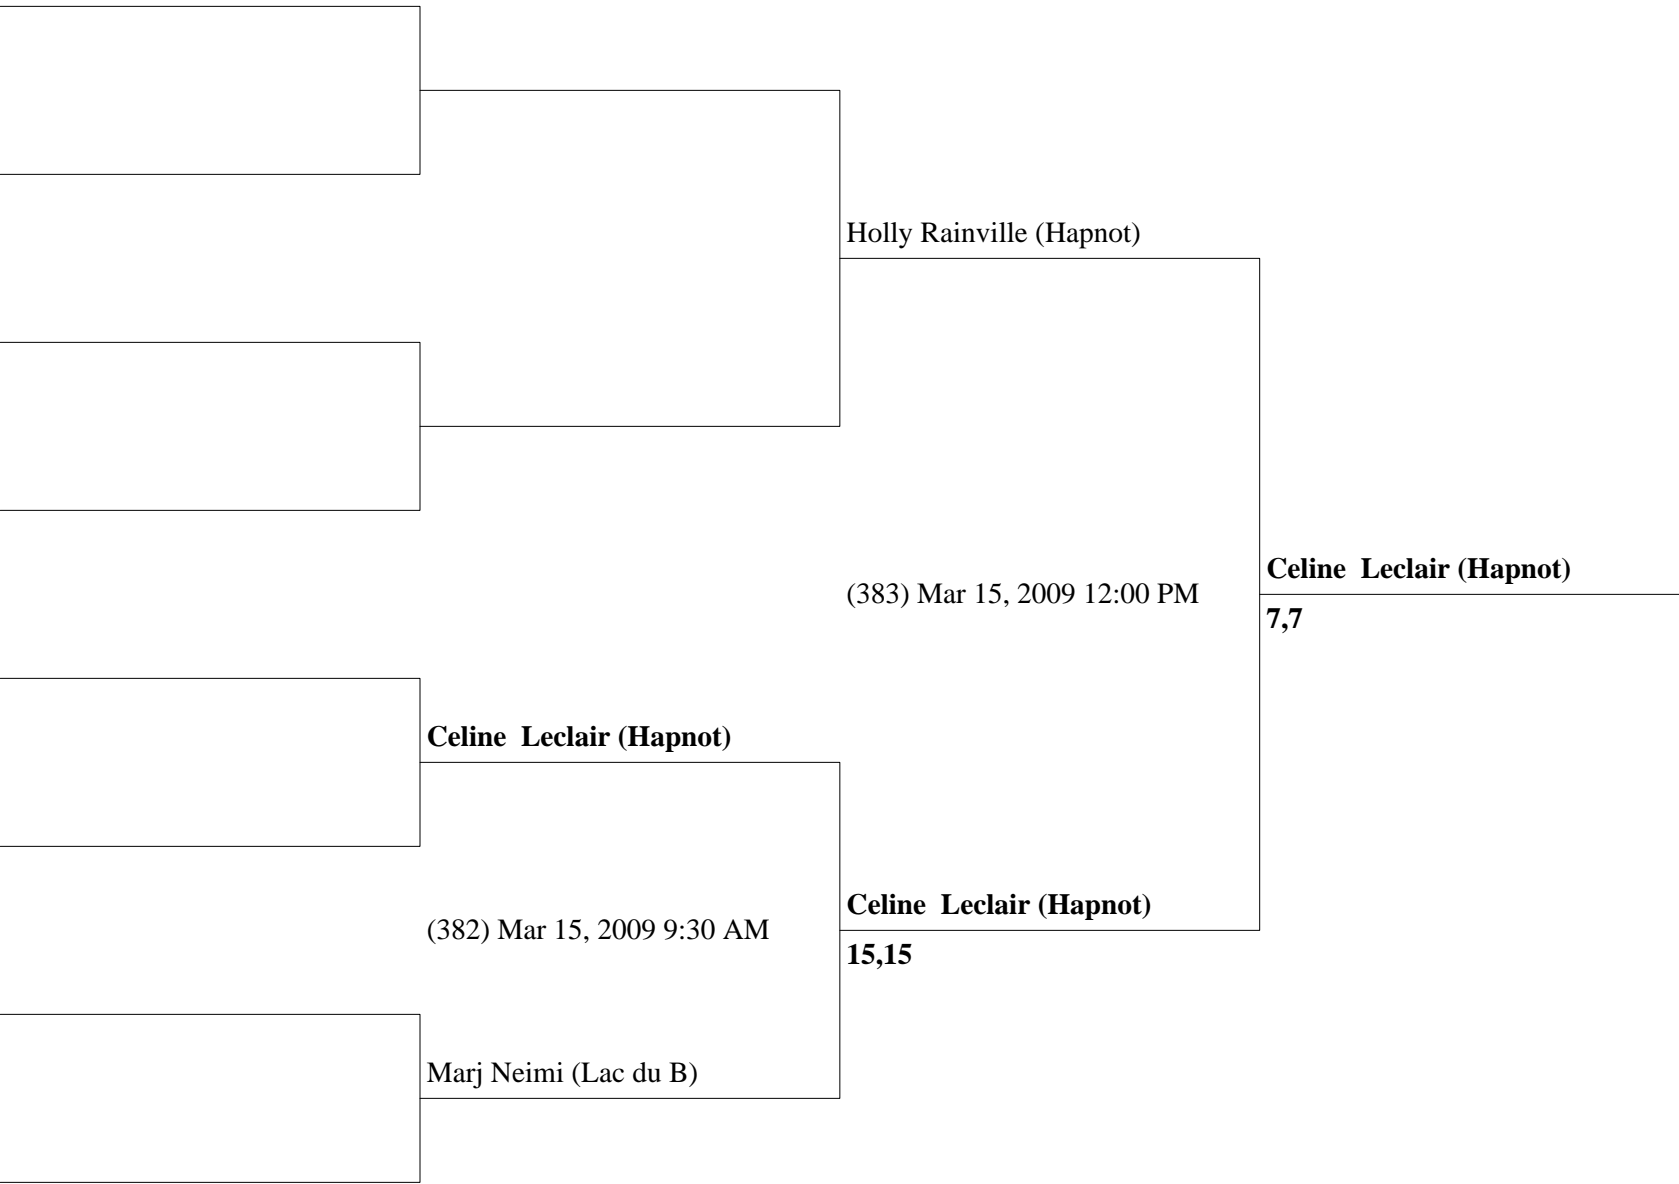 Holly Rainville (Hapnot)
(383) Mar 15, 2009 12:00 PM
Celine  Leclair (Hapnot)
7,7
Celine  Leclair (Hapnot)
(382) Mar 15, 2009 9:30 AM
Celine  Leclair (Hapnot)
15,15
Marj Neimi (Lac du B)